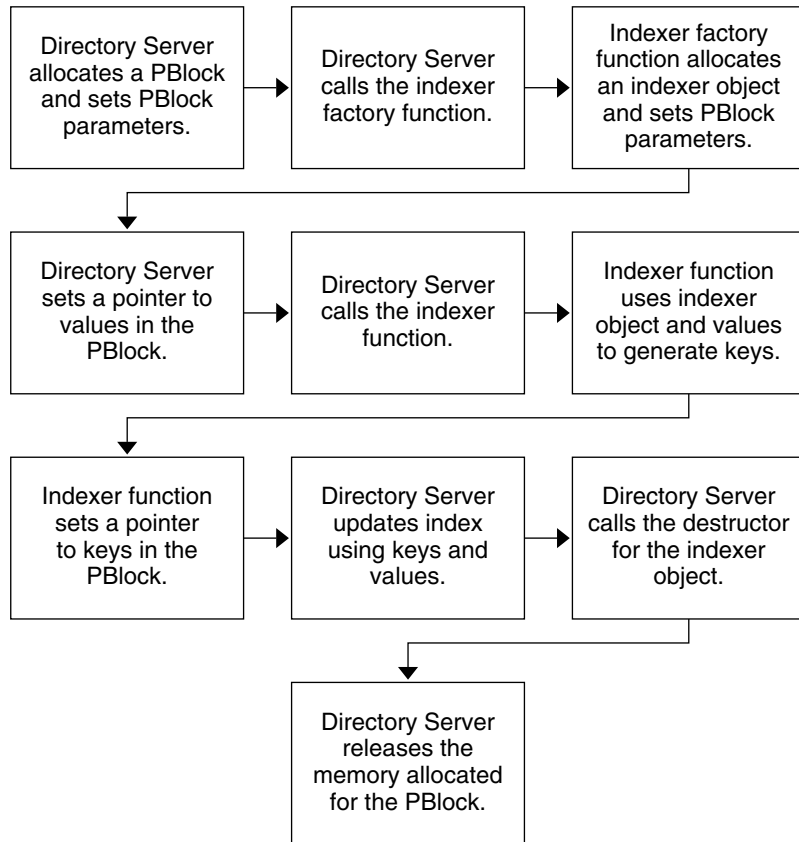 Directory Server
allocates a PBlock
and sets PBlock
parameters.
Directory Server
calls the indexer
factory function.
Indexer factory
function allocates
an indexer object
and sets PBlock
parameters.
Directory Server
sets a pointer to
values in the
PBlock.
Directory Server
calls the indexer
function.
Indexer function
uses indexer
object and values
to generate keys.
Indexer function
sets a pointer
to keys in the
PBlock.
Directory Server
updates index
using keys and
values.
Directory Server
calls the destructor
for the indexer
object.
Directory Server
releases the
memory allocated
for the PBlock.